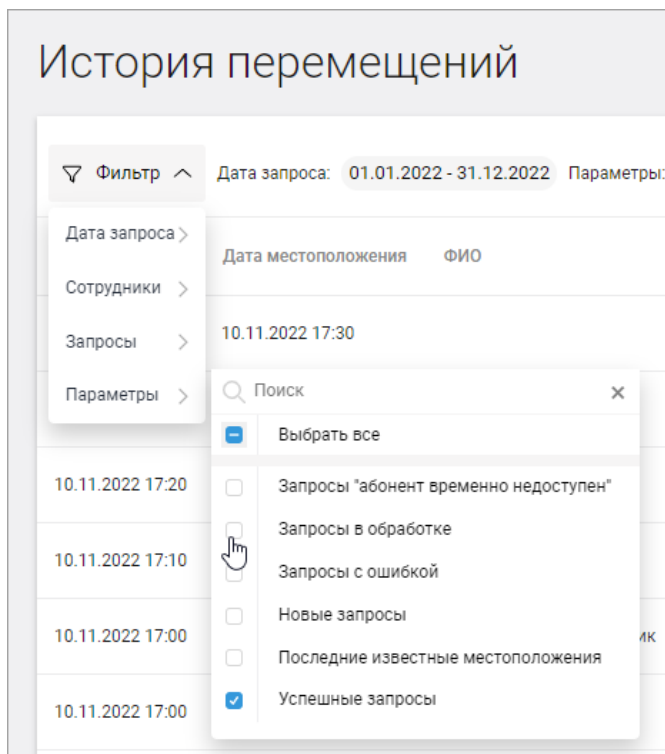 История перемещений
Фильтр Дата запроса: 01.01.2022 - 31.12.2022 Параметры:
Дата запроса
Сотрудники
Запросы
Параметры
Дата местоположения ФИО
10.11.2022 17:30
Поиск
Выбрать все
Запросы "абонент временно недоступен"
Запросы в обработке
Запросы с ошибкой
Новые запросы
Последние известные местоположения
Успешные запросы
10.11.2022 17:20
10.11.2022 17:10
10.11.2022 17:00 ик
10.11.2022 17:00